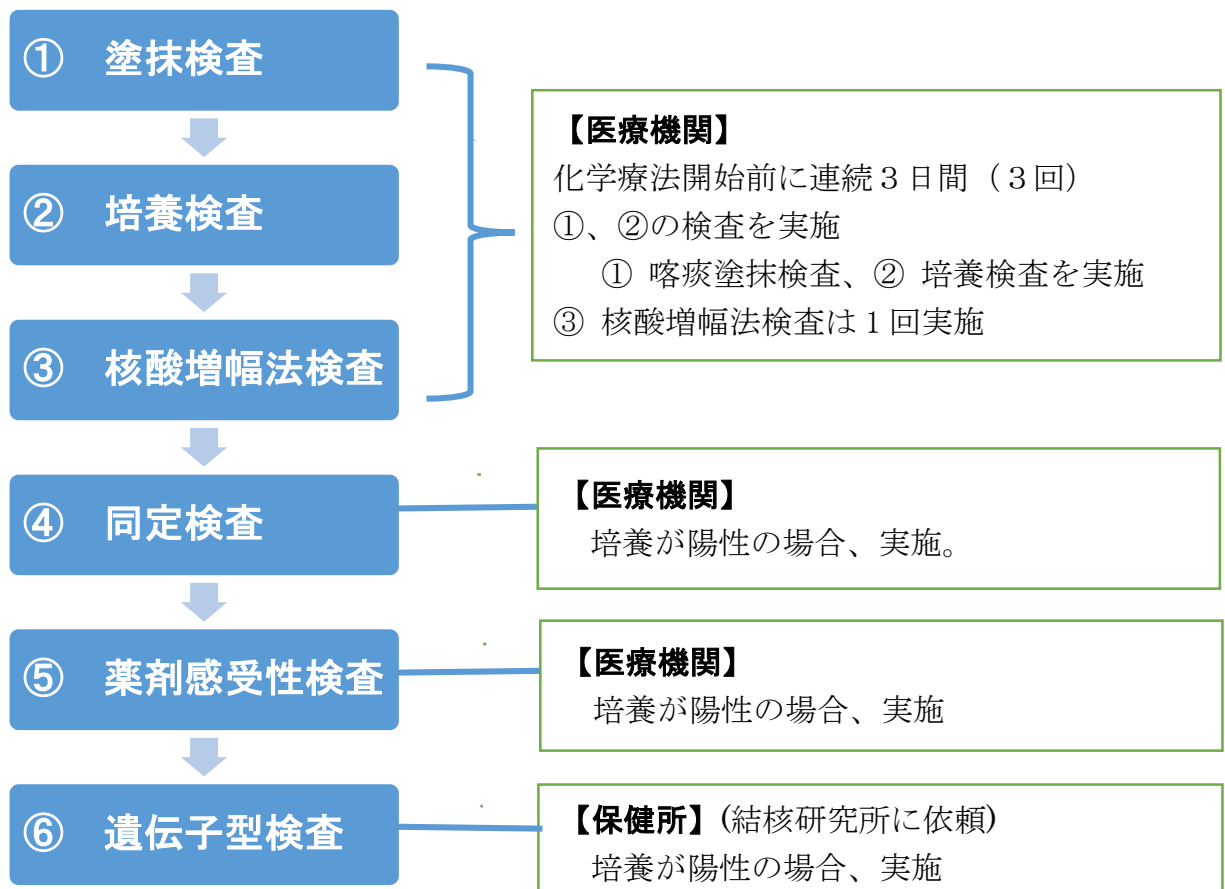 ① 塗抹検査
② 培養検査
③ 核酸増幅法検査
【医療機関】
化学療法開始前に連続３日間（３回）
①、②の検査を実施
① 喀痰塗抹検査、② 培養検査を実施
③ 核酸増幅法検査は１回実施
④ 同定検査
【医療機関】
培養が陽性の場合、実施。
⑤ 薬剤感受性検査
【医療機関】
培養が陽性の場合、実施
⑥ 遺伝子型検査
【保健所】(結核研究所に依頼)
培養が陽性の場合、実施